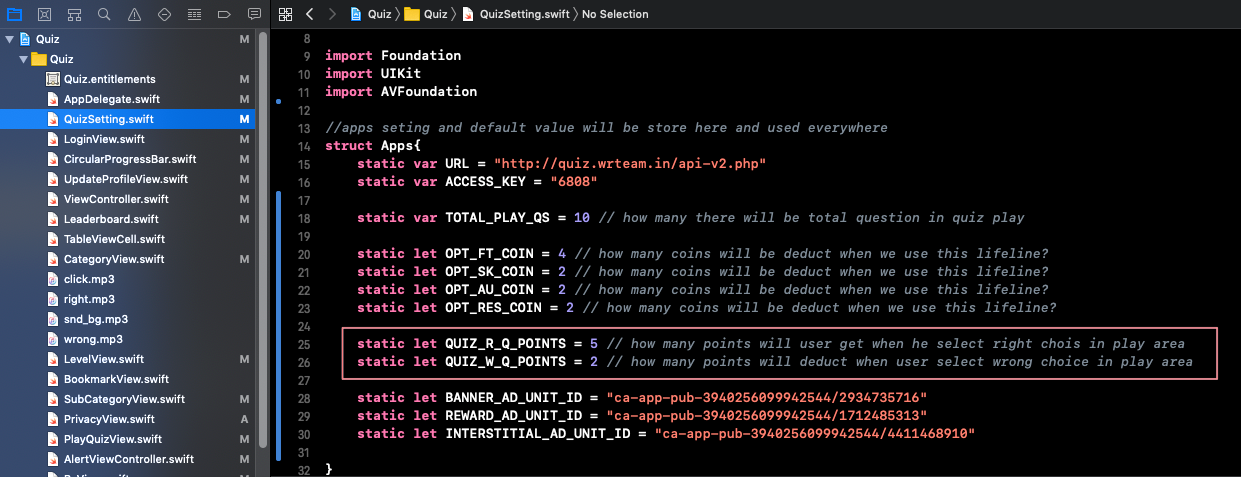 Quiz 〉 Quiz 〉 QuizSetting.swift 〉 No Selection
Quiz M
Quiz
Quiz.entitlements M
AppDelegate.swift M
QuizSetting.swift M
LoginView.swift M
CircularProgressBar.swift M
UpdateProfileView.swift M
ViewController.swift M
Leaderboard.swift M
TableViewCell.swift
CategoryView.swift M
click.mp3
right.mp3
snd_bg.mp3
wrong.mp3
LevelView.swift M
BookmarkView.swift
SubCategoryView.swift M
PrivacyView.swift A
PlayQuizView.swift M
AlertViewController.swift M
8
9 import Foundation
10 import UIKit
11 import AVFoundation
12
13 //apps seting and default value will be store here and used everywhere
14 struct Apps{
15 static var URL = "http://quiz.wrteam.in/api-v2.php"
16 static var ACCESS_KEY = "6808"
17
18 static var TOTAL_PLAY_QS = 10 // how many there will be total question in quiz play
19
20 static let OPT_FT_COIN = 4 // how many coins will be deduct when we use this lifeline?
21 static let OPT_SK_COIN = 2 // how many coins will be deduct when we use this lifeline?
22 static let OPT_AU_COIN = 2 // how many coins will be deduct when we use this lifeline?
23 static let OPT_RES_COIN = 2 // how many coins will be deduct when we use this lifeline?
24
25 static let QUIZ_R_Q_POINTS = 5 // how many points will user get when he select right chois in play area
26 static let QUIZ_W_Q_POINTS = 2 // how many points will deduct when user select wrong choice in play area
27
28 static let BANNER_AD_UNIT_ID = "ca-app-pub-3940256099942544/2934735716"
29 static let REWARD_AD_UNIT_ID = "ca-app-pub-3940256099942544/1712485313"
30 static let INTERSTITIAL_AD_UNIT_ID = "ca-app-pub-3940256099942544/4411468910"
31
32 }